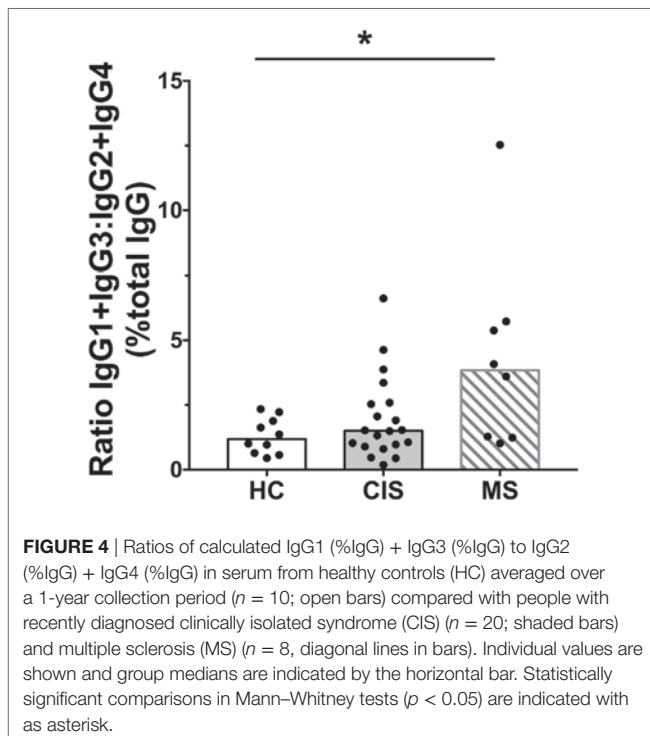 *
Ratio IgG1+IgG3:IgG2+IgG4
(%total IgG)
15
10
5
0
HC
CIS
MS
FIGURE 4 | Ratios of calculated IgG1 (%IgG) + IgG3 (%IgG) to IgG2
(%IgG) + IgG4 (%IgG) in serum from healthy controls (HC) averaged over
a 1-year collection period (n = 10; open bars) compared with people with
recently diagnosed clinically isolated syndrome (CIS) (n = 20; shaded bars)
and multiple sclerosis (MS) (n = 8, diagonal lines in bars). Individual values are
shown and group medians are indicated by the horizontal bar. Statistically
significant comparisons in Mann–Whitney tests (p < 0.05) are indicated with
as asterisk.